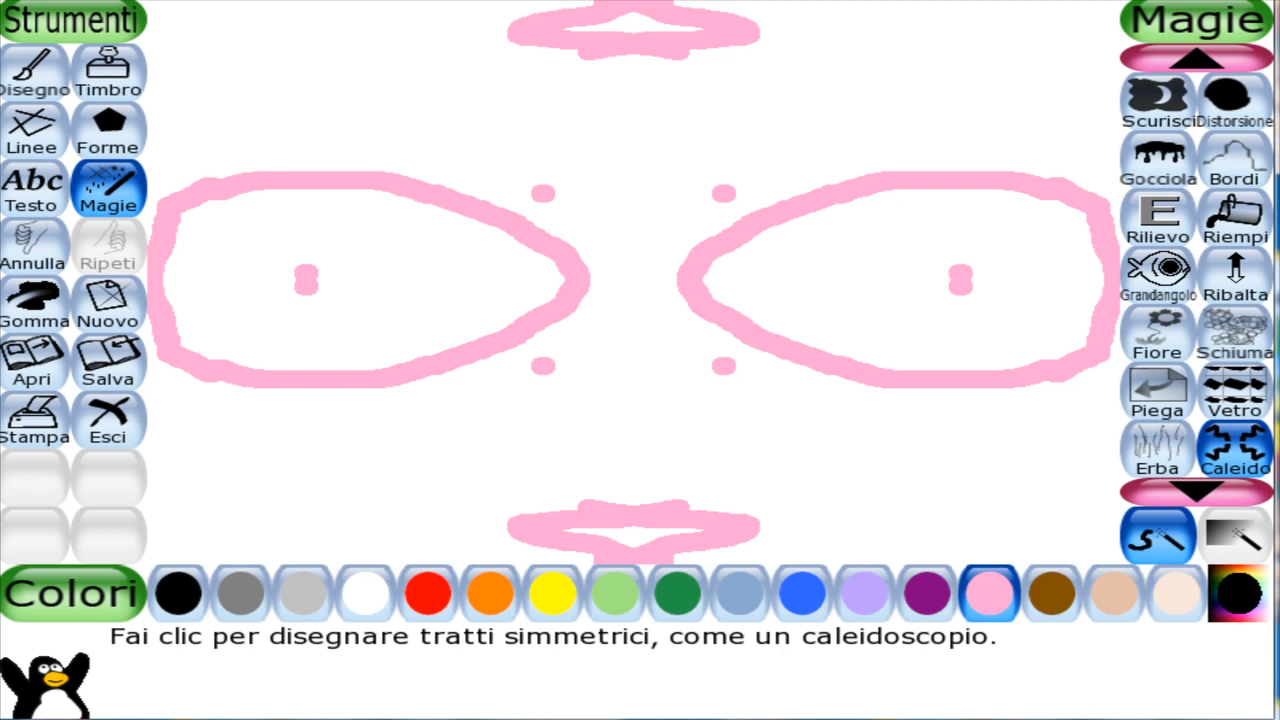 Strumenti
Magie
Disegno Timbro
Linee Forme
Abc
Testo Magie
Annulla Ripeti
Gomma Nuovo
Apri Salva
Stampa Esci
Scurisci Distorsione
Gocciola Bordi
E
Rilievo Riempi
Grandangolo Ribalta
Fiore Schiuma
Piega Vetro
Erba Caleido
Colori
Fai clic per disegnare tratti simmetrici, come un caleidoscopio.